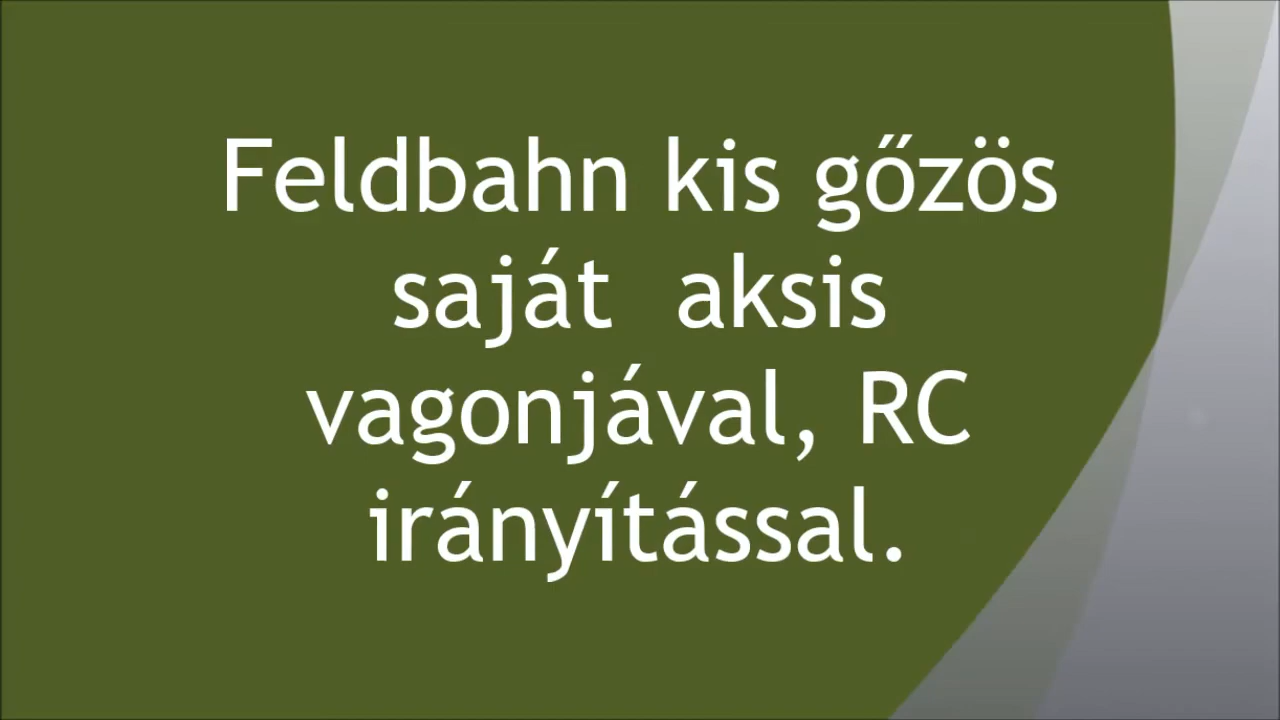 Feldbahn kis gőzös
saját  aksis
vagonjával, RC
irányítással.